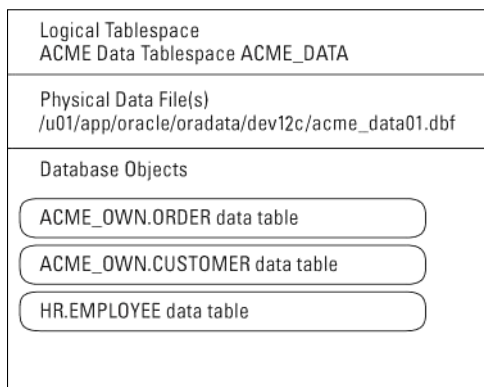 Logical Tablespace
ACME Data Tablespace ACME_DATA
Physical Data File(s)
/u01/app/oracle/oradata/dev12c/acme_data01.dbf
Database Objects
ACME_OWN.ORDER data table
ACME_OWN.CUSTOMER data table
HR.EMPLOYEE data table